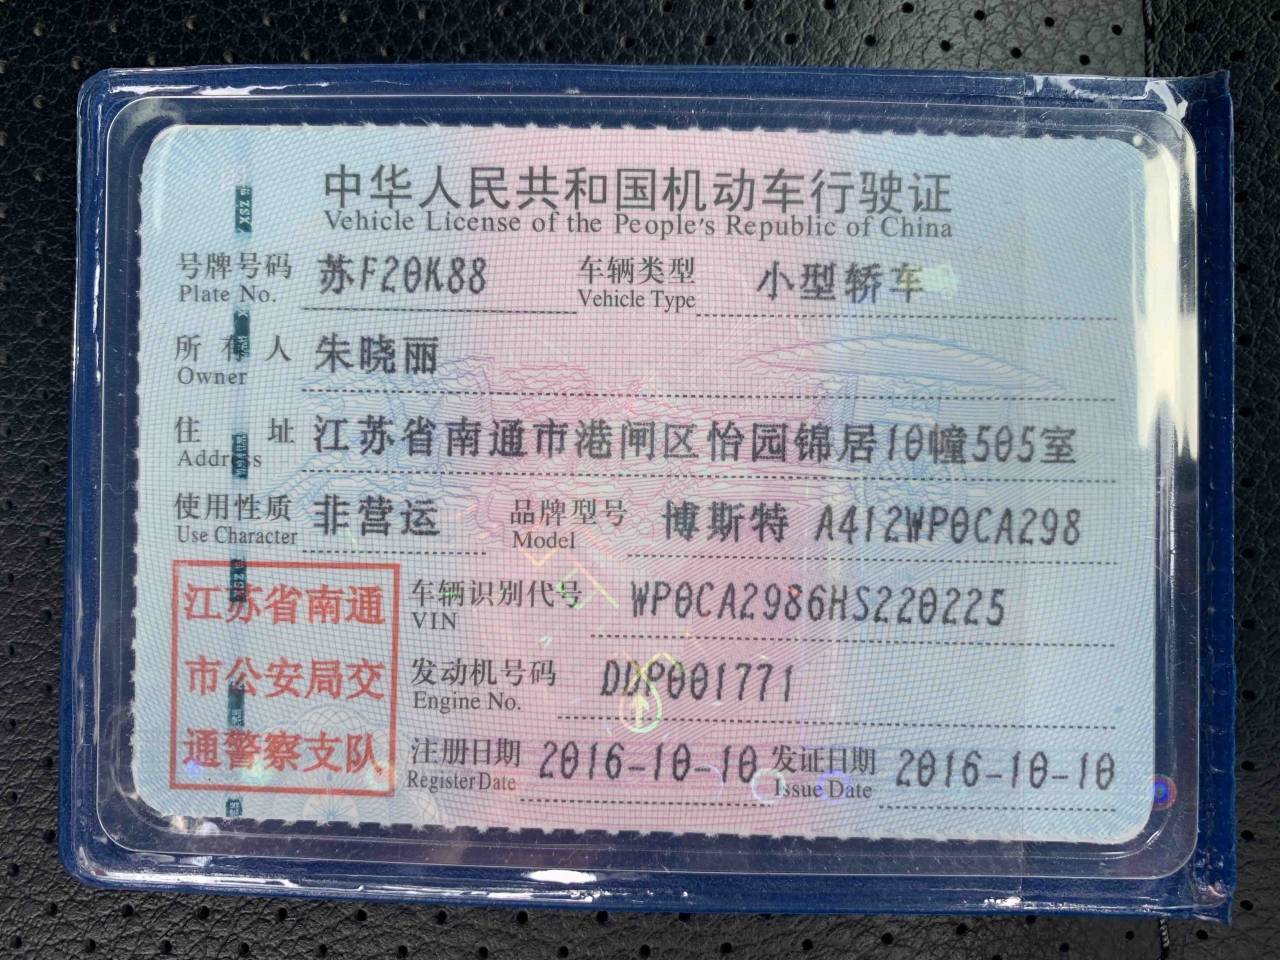 中华人民共和国机动车行驶证
Vehicle License of the People's Republic of China
号牌号码 苏F20K88 车辆类型 小型轿车
Plate No. Vehicle Type
所有人 朱晓丽
Owner
住址 江苏省南通市港闸区怡园锦居10幢505室
Address
使用性质 非营运 品牌型号 博斯特 A412WP0CA298
Use Character Model
江苏省南通 车辆识别代号 WP0CA2986HS220225
VIN
市公安局交 发动机号码 DDP001771
Engine No.
通警察支队 注册日期 2016-10-10 发证日期 2016-10-10
Register Date Issue Date